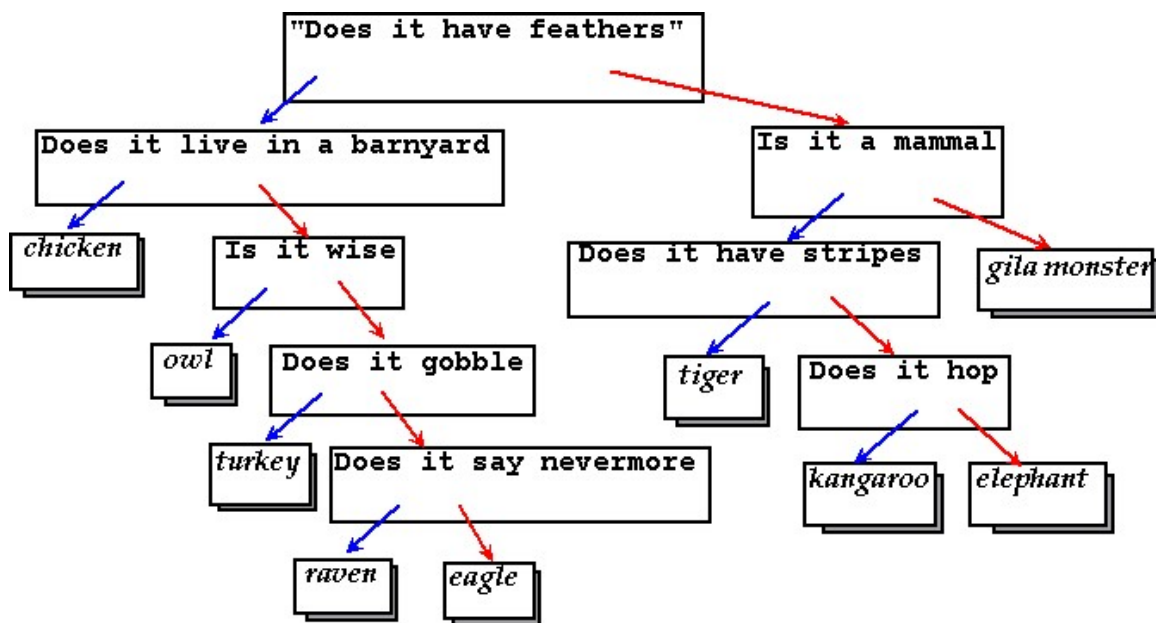 "Does it have feathers"
Does it live in a barnyard
Is it a mammal
chicken
Is it wise
Does it have stripes
gila monster
owl
Does it gobble
tiger
Does it hop
turkey
Does it say nevermore
kangaroo
elephant
raven
eagle